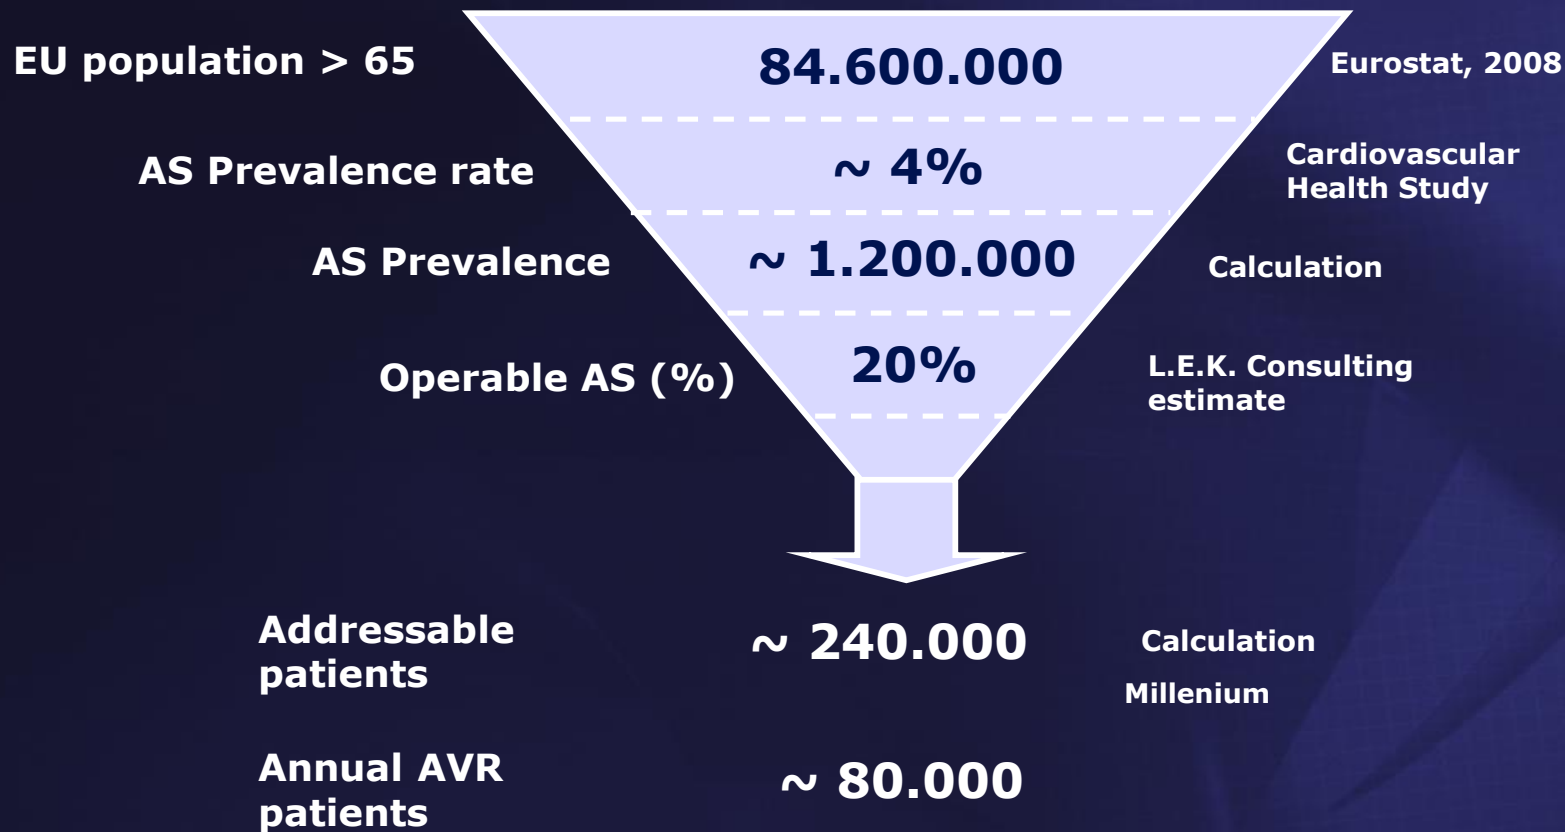 EU population > 65
84.600.000
Eurostat, 2008
AS Prevalence rate
~ 4%
Cardiovascular
Health Study
AS Prevalence
~ 1.200.000
Calculation
Operable AS (%)
20%
L.E.K. Consulting
estimate
Addressable
patients
~ 240.000
Calculation
Millenium
Annual AVR
patients
~ 80.000